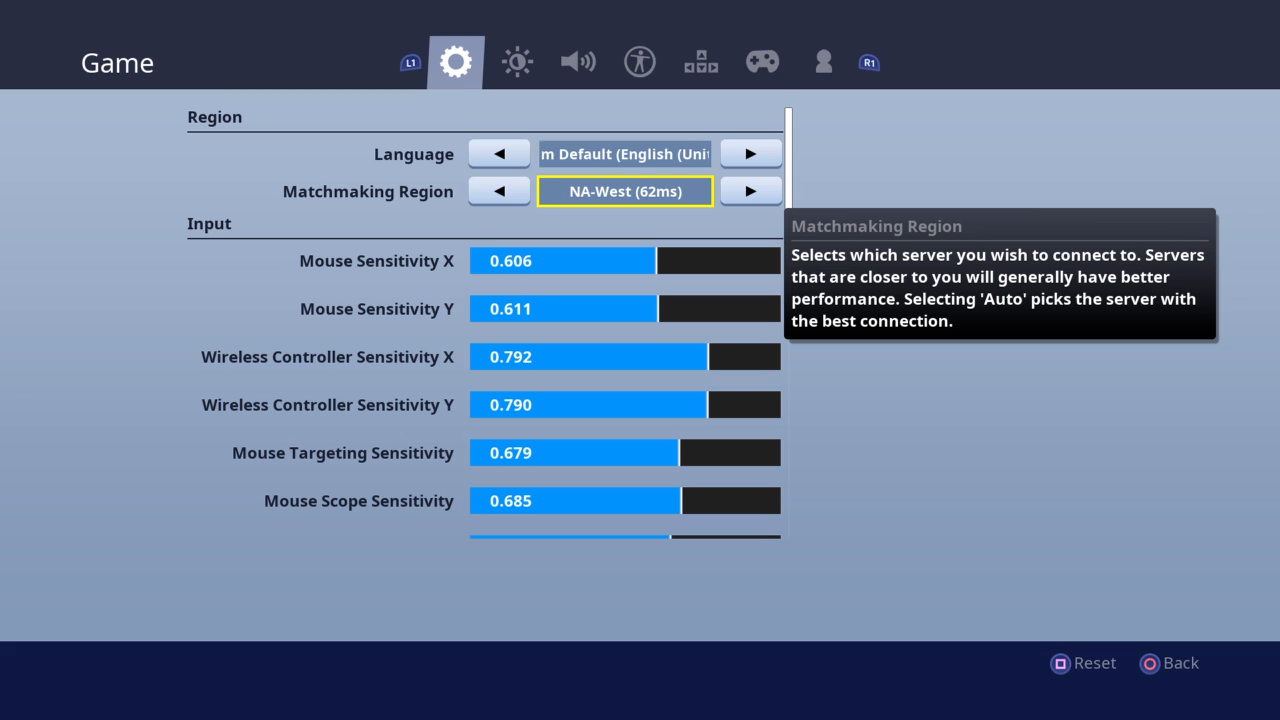 Game
L1
R1
Region
Language
m Default (English (Uni
Matchmaking Region
NA-West (62ms)
Input
Mouse Sensitivity X
0.606
Mouse Sensitivity Y
0.611
Wireless Controller Sensitivity X
0.792
Wireless Controller Sensitivity Y
0.790
Mouse Targeting Sensitivity
0.679
Mouse Scope Sensitivity
0.685
Matchmaking Region
Selects which server you wish to connect to. Servers
that are closer to you will generally have better
performance. Selecting 'Auto' picks the server with
the best connection.
Reset
Back